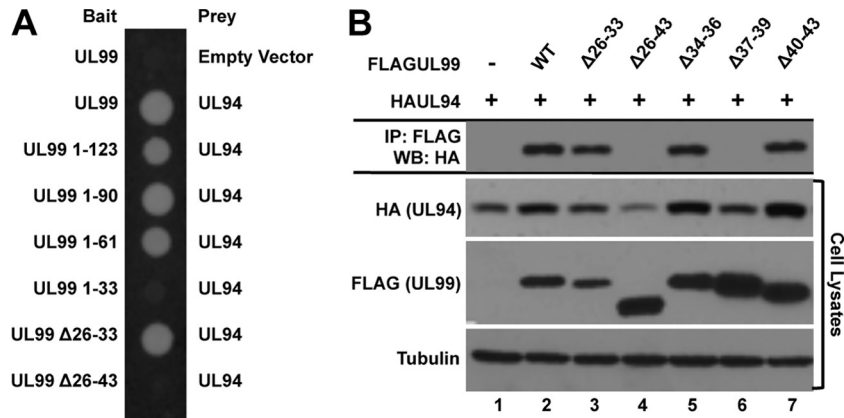 A
Bait Prey
UL99 Empty Vector
UL99 UL94
UL99 1-123 UL94
UL99 1-90 UL94
UL99 1-61 UL94
UL99 1-33 UL94
UL99 Δ26-33 UL94
UL99 Δ26-43 UL94
B
FLAGUL99 - WT Δ26-33 Δ26-43 Δ34-36 Δ37-39 Δ40-43
HAUL94 + + + + + + +
IP: FLAG
WB: HA
HA (UL94)
FLAG (UL99)
Tubulin
Cell Lysates
1 2 3 4 5 6 7